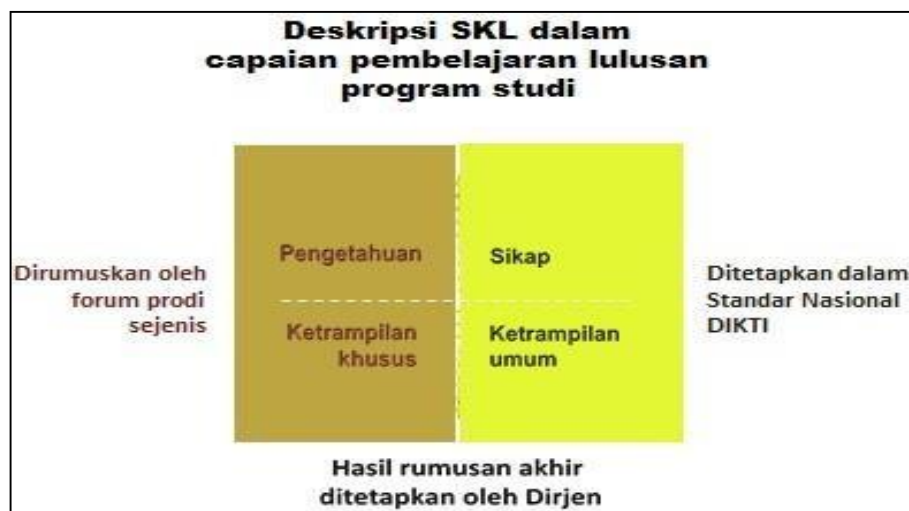 Deskripsi SKL dalam
capaian pembelajaran lulusan
program studi
Dirumuskan oleh
forum prodi
sejenis
Pengetahuan
Ketrampilan
khusus
Sikap
Ketrampilan
umum
Ditetapkan dalam
Standar Nasional
DIKTI
Hasil rumusan akhir
ditetapkan oleh Dirjen